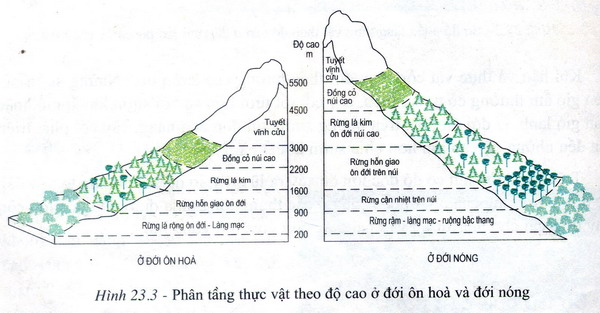 Độ cao
m
Tuyết
vĩnh
cửu
5500
Đồng cỏ
núi cao
4500
Rừng lá kim
ôn đới núi cao
Tuyết
vĩnh cửu
3000
Đồng cỏ núi cao
Rừng hỗn giao
ôn đới trên núi
2200
Rừng lá kim
1600
Rừng hỗn giao ôn đới
Rừng cận nhiệt trên núi
900
Rừng lá rộng ôn đới - Làng mạc
Rừng rậm - làng mạc - ruộng bậc thang
200
Ở ĐỚI ÔN HOÀ
Ở ĐỚI NÓNG
Hình 23.3 - Phân tầng thực vật theo độ cao ở đới ôn hoà và đới nóng